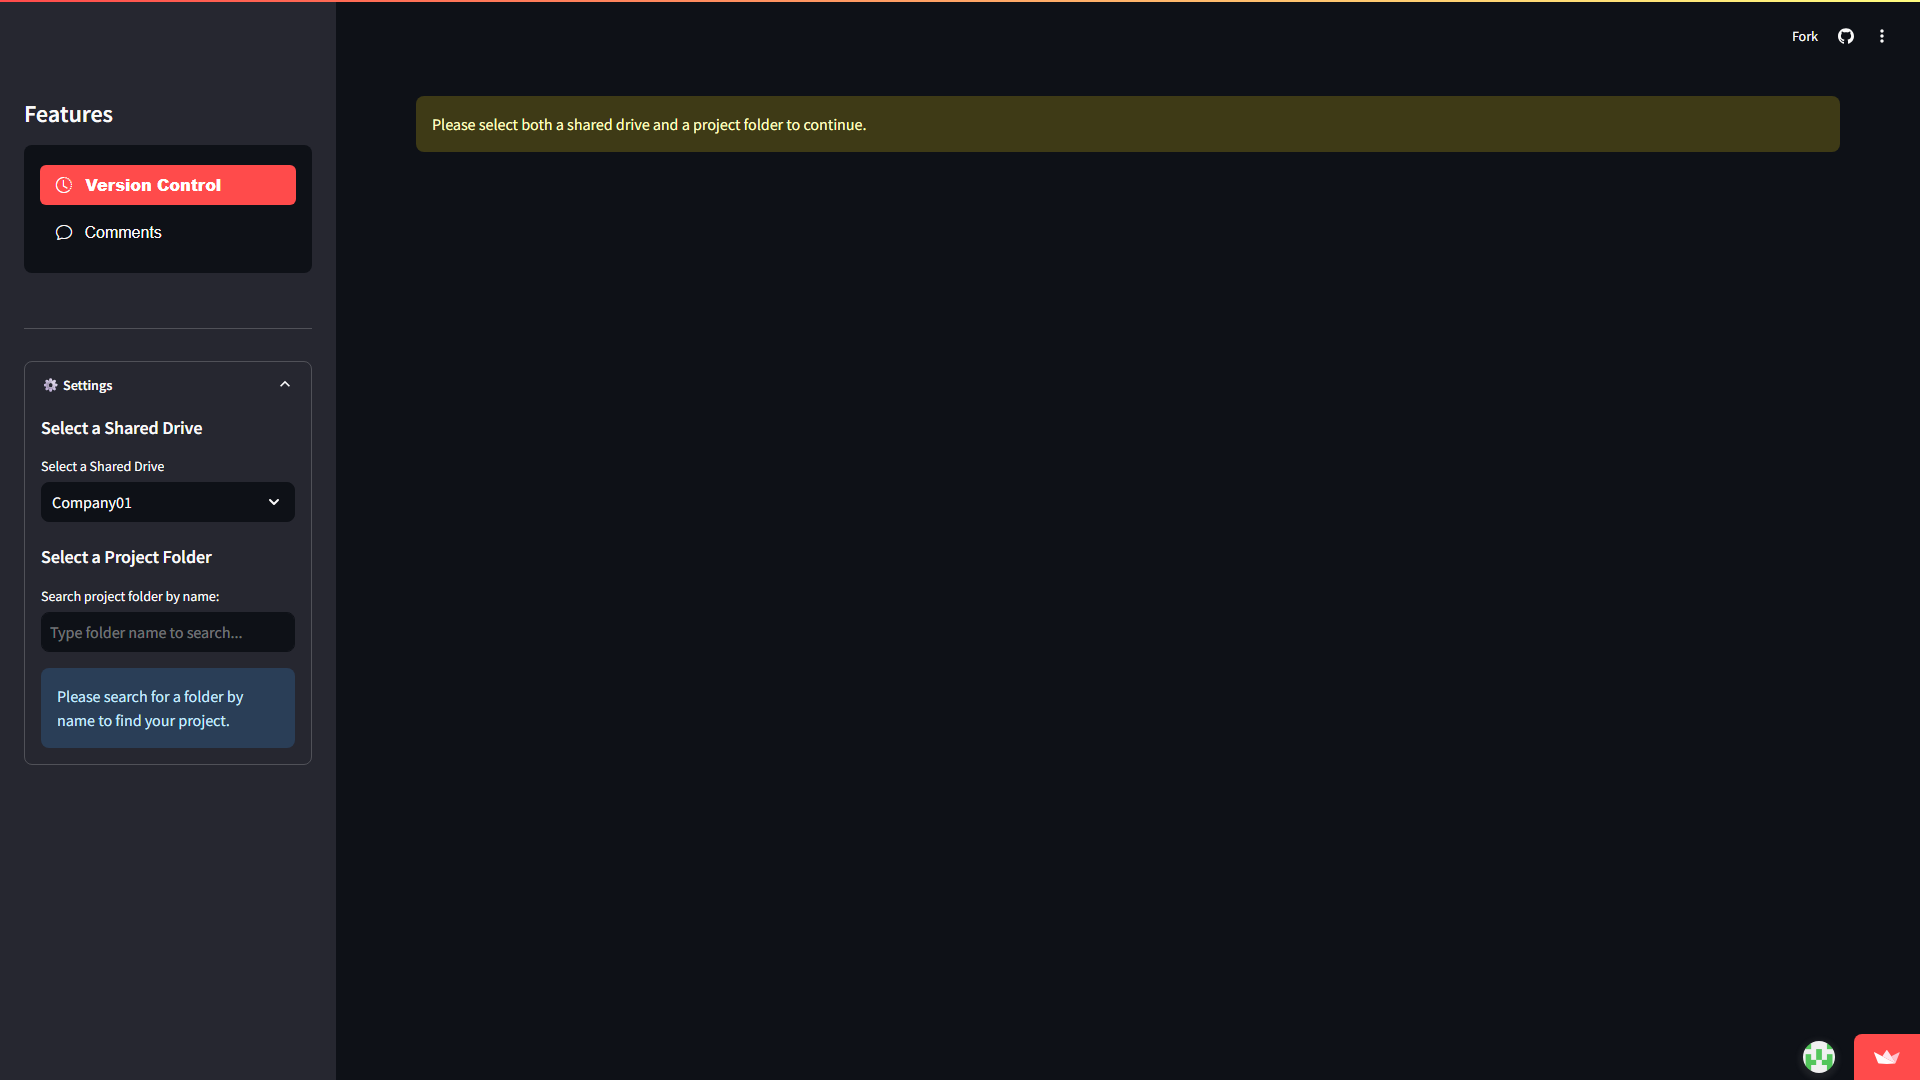 Fork
Features
Version Control
Comments
Please select both a shared drive and a project folder to continue.
Settings
Select a Shared Drive
Select a Shared Drive
Company01
Select a Project Folder
Search project folder by name:
Type folder name to search...
Please search for a folder by
name to find your project.